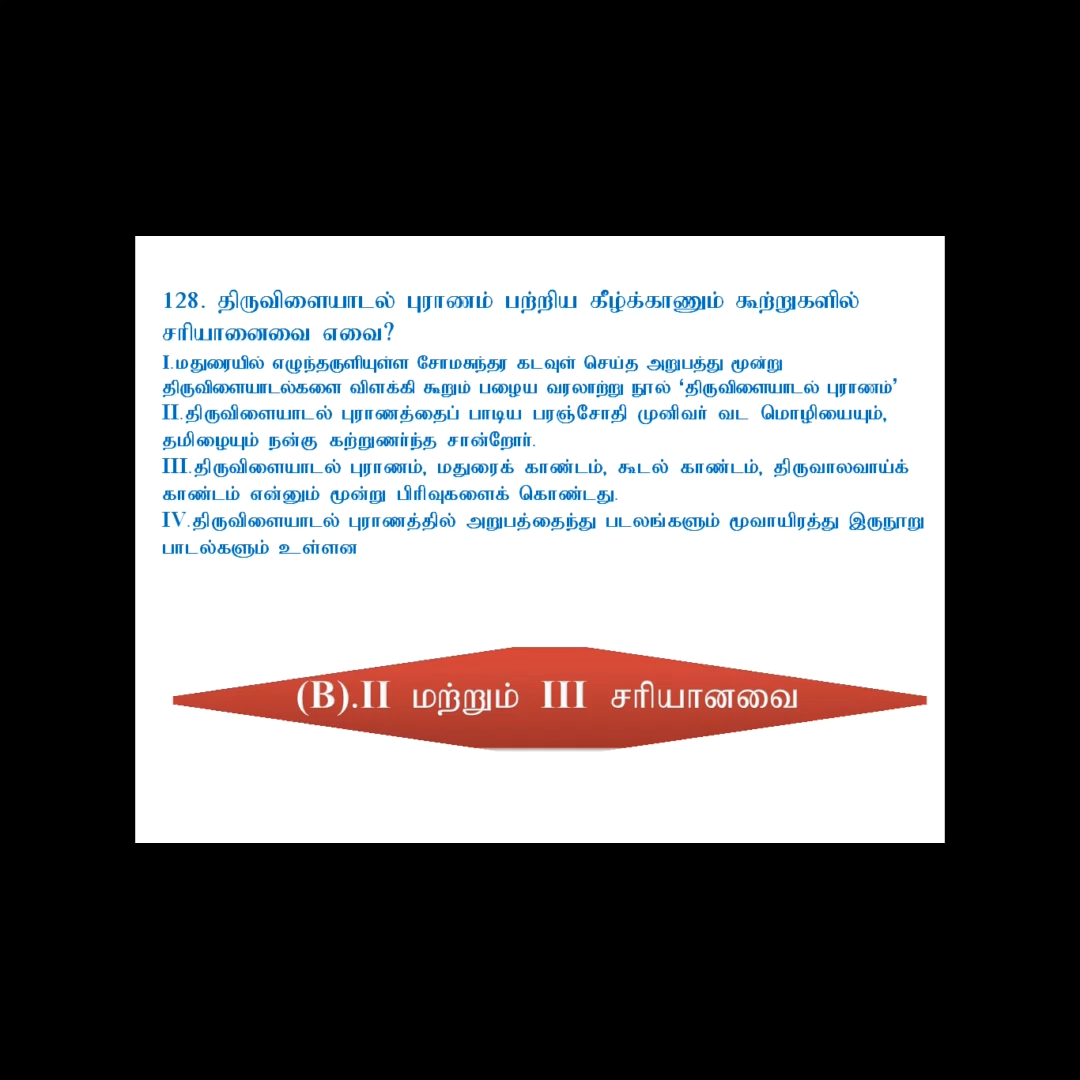 128. திருவிளையாடல் புராணம் பற்றிய கீழ்க்காணும் கூற்றுகளில்
சரியானைவை எவை?
I.மதுரையில் எழுந்தருளியுள்ள சோமசுந்தர கடவுள் செய்த அறுபத்து மூன்று
திருவிளையாடல்களை விளக்கி கூறும் பழைய வரலாற்று நூல் ‘திருவிளையாடல் புராணம்’
II.திருவிளையாடல் புராணத்தைப் பாடிய பரஞ்சோதி முனிவர் வட மொழியையும்,
தமிழையும் நன்கு கற்றுணர்ந்த சான்றோர்.
III.திருவிளையாடல் புராணம், மதுரைக் காண்டம், கூடல் காண்டம், திருவாலவாய்க்
காண்டம் என்னும் மூன்று பிரிவுகளைக் கொண்டது.
IV.திருவிளையாடல் புராணத்தில் அறுபத்தைந்து படலங்களும் மூவாயிரத்து இருநூறு
பாடல்களும் உள்ளன
(B).II மற்றும் III சரியானவை